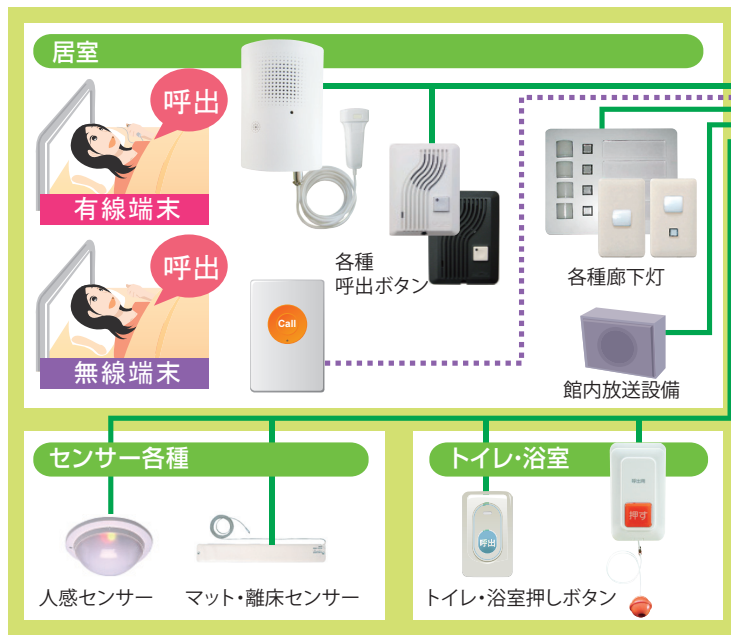 居室
呼出
有線端末
呼出
無線端末
Call
各種
呼出ボタン
各種廊下灯
館内放送設備
センサー各種
人感センサー
マット・離床センサー
トイレ・浴室
呼出
押す
トイレ・浴室押しボタン